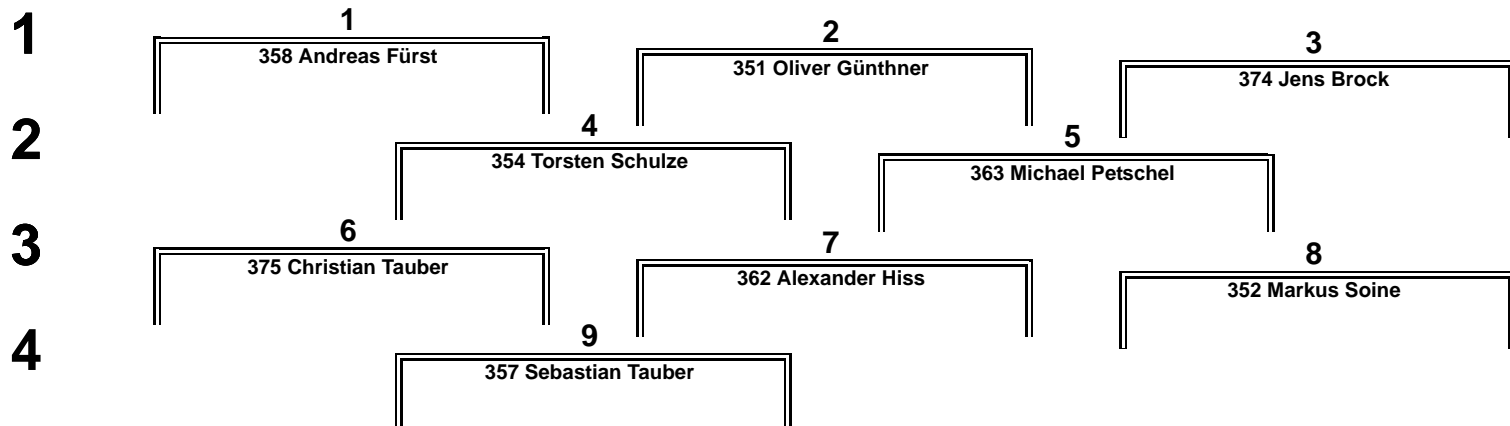 1
1
358 Andreas Fürst
2
351 Oliver Günthner
3
374 Jens Brock
2
4
354 Torsten Schulze
5
363 Michael Petschel
3
6
375 Christian Tauber
7
362 Alexander Hiss
8
352 Markus Soine
4
9
357 Sebastian Tauber